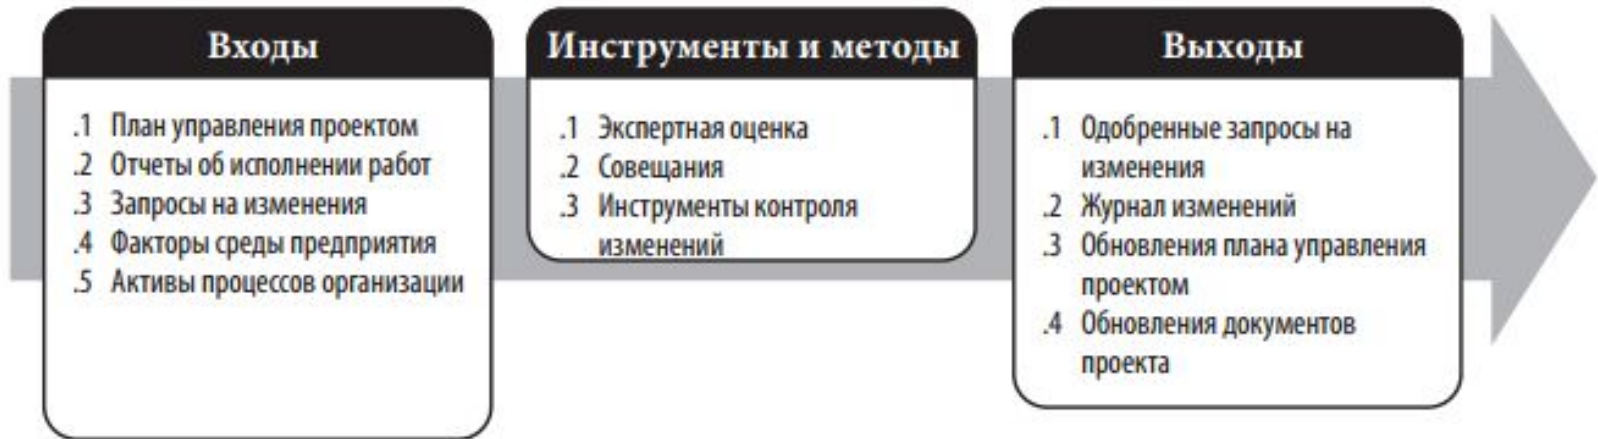 Входы
.1 План управления проектом
.2 Отчеты об исполнении работ
.3 Запросы на изменения
.4 Факторы среды предприятия
.5 Активы процессов организации
Инструменты и методы
.1 Экспертная оценка
.2 Совещания
.3 Инструменты контроля
изменений
Выходы
.1 Одобренные запросы на
изменения
.2 Журнал изменений
.3 Обновления плана управления
проектом
.4 Обновления документов
проекта